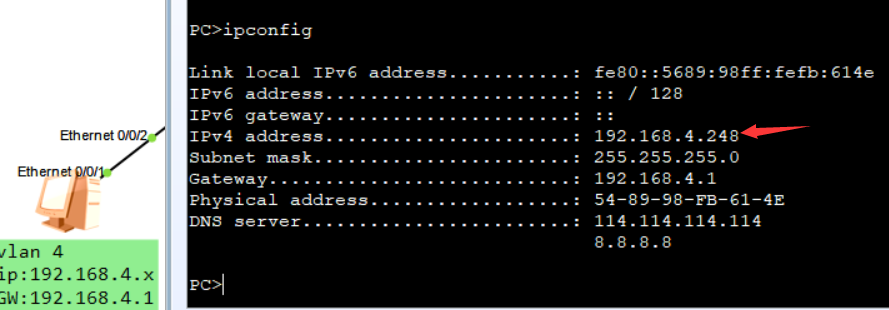 PC>ipconfig
Link local IPv6 address...........: fe80::5689:98ff:fefb:614e
IPv6 address......................: :: / 128
IPv6 gateway......................: ::
IPv4 address......................: 192.168.4.248
Subnet mask.......................: 255.255.255.0
Gateway...........................: 192.168.4.1
Physical address..................: 54-89-98-FB-61-4E
DNS server........................: 114.114.114.114
8.8.8.8
PC>
Ethernet 0/0/2
Ethernet 0/0/1
vlan 4
ip:192.168.4.x
GW:192.168.4.1